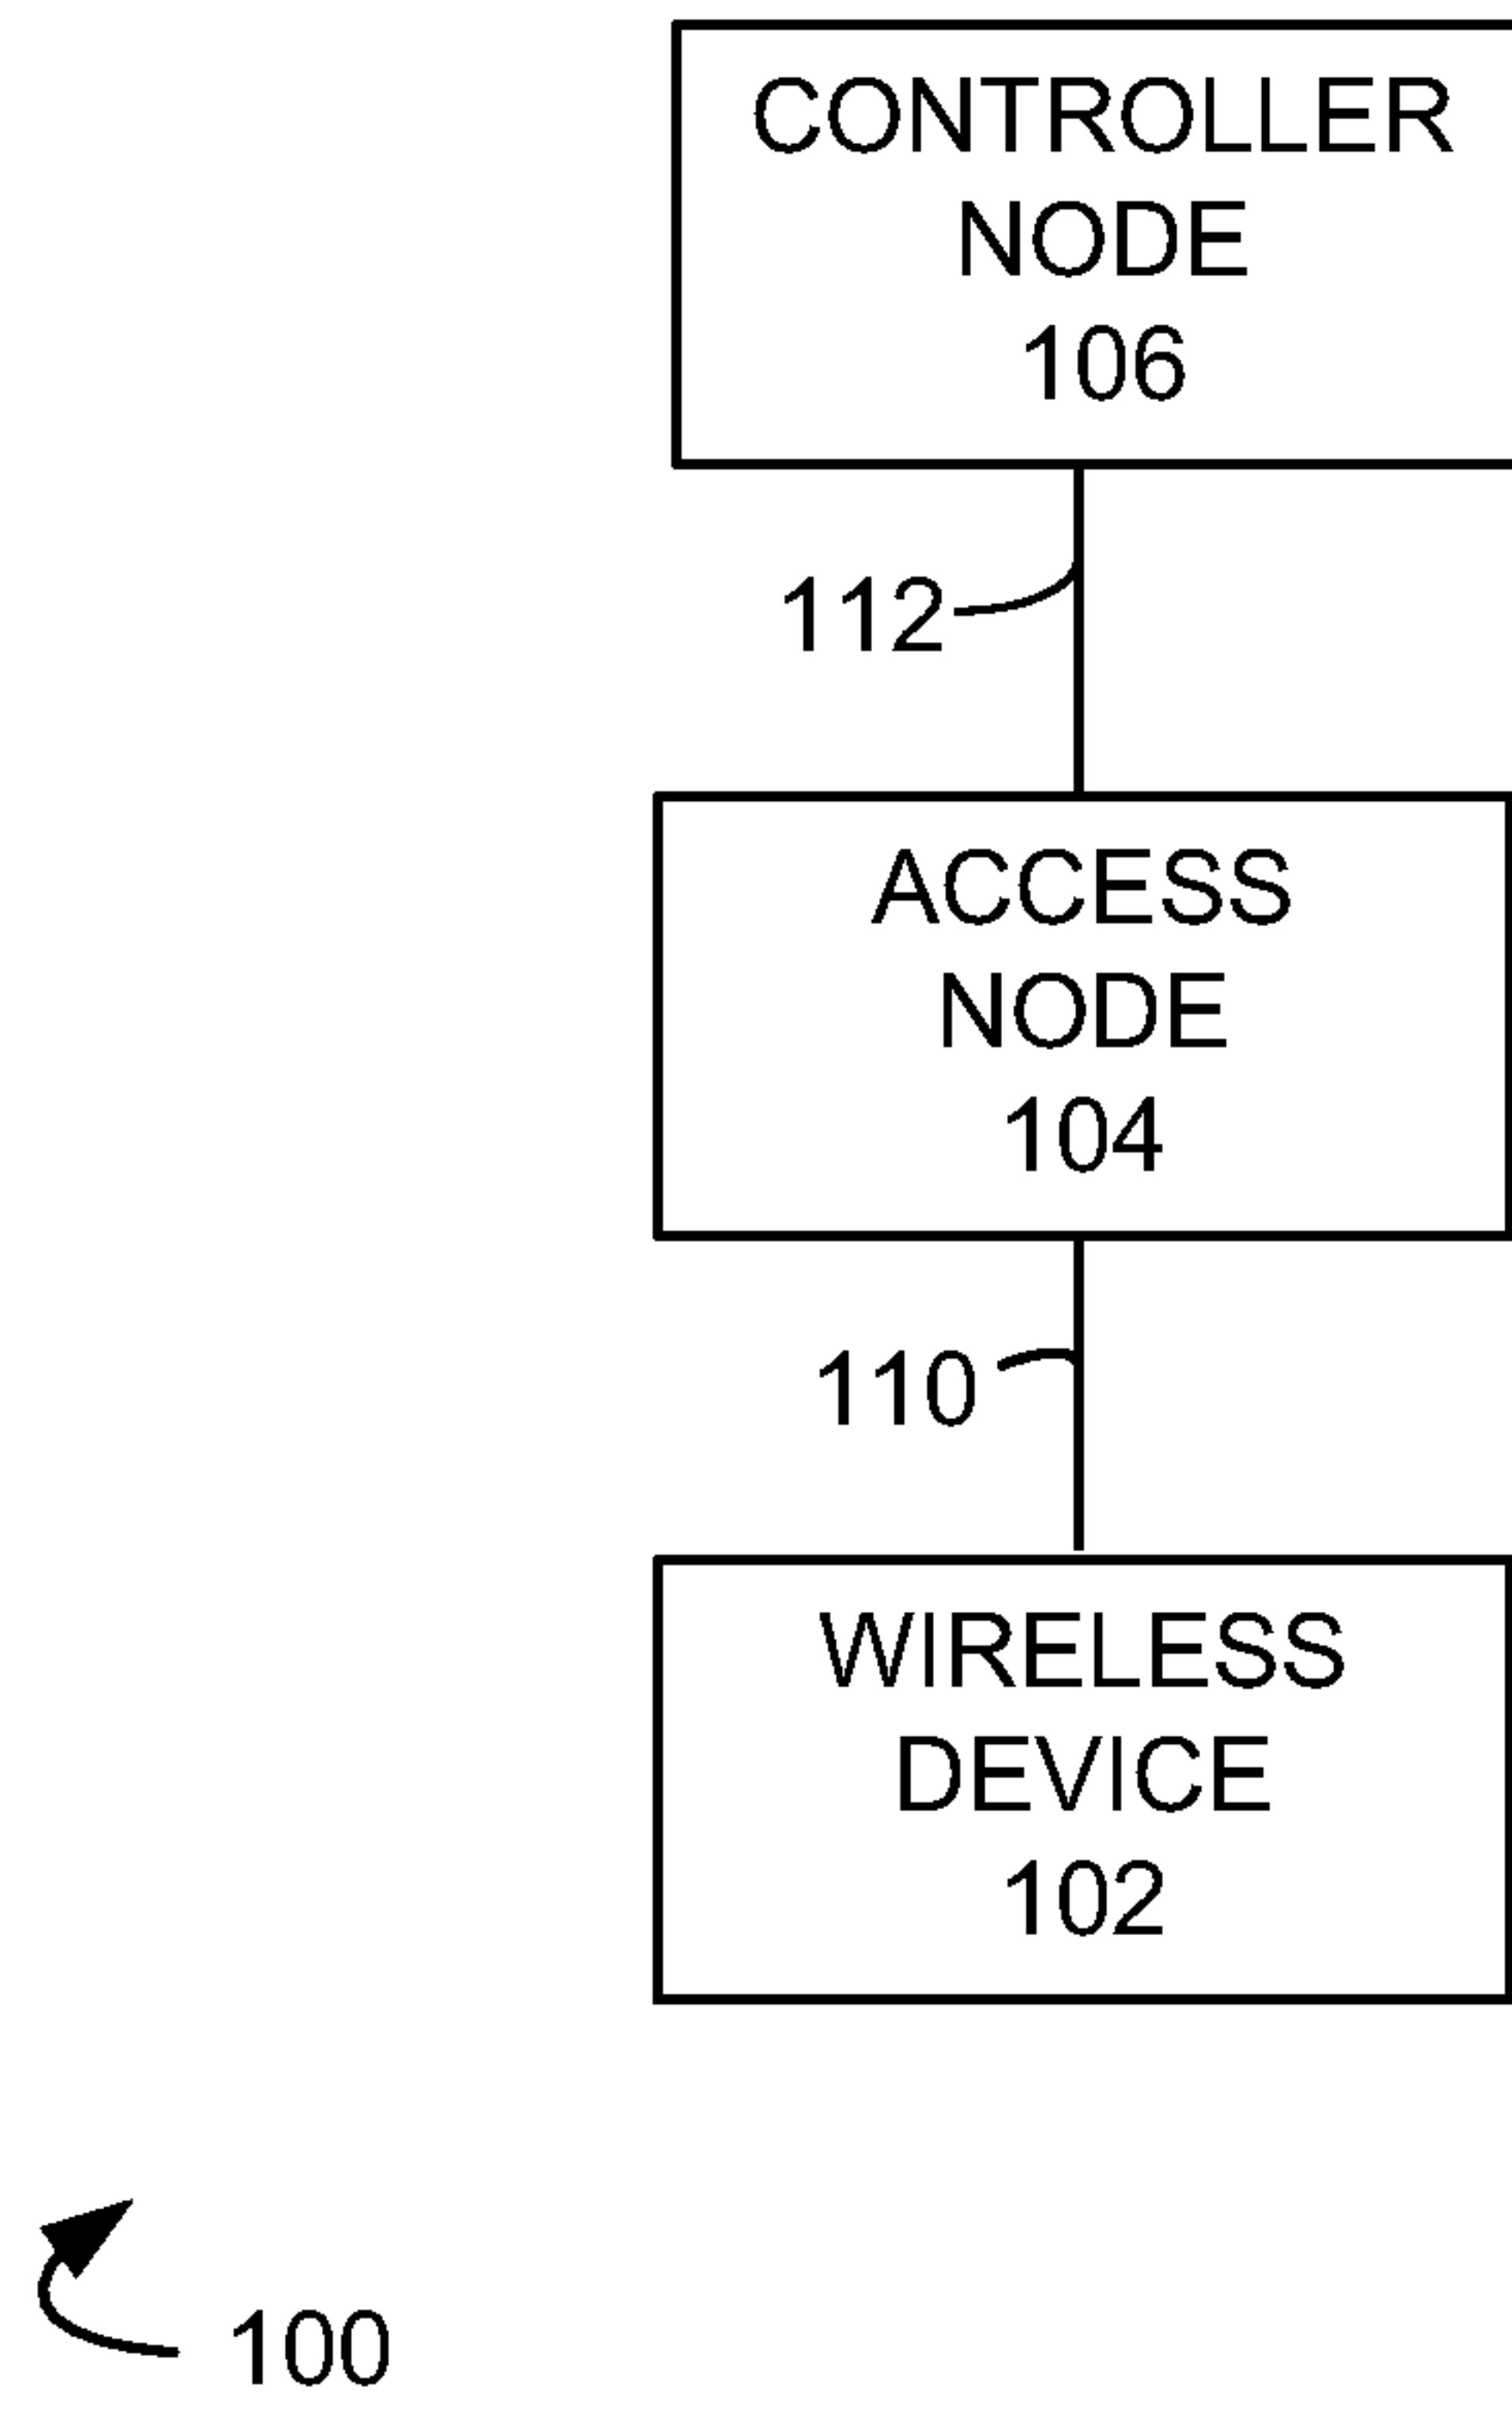 CONTROLLER
NODE
106
112
ACCESS
NODE
104
110
WIRELESS
DEVICE
102
100